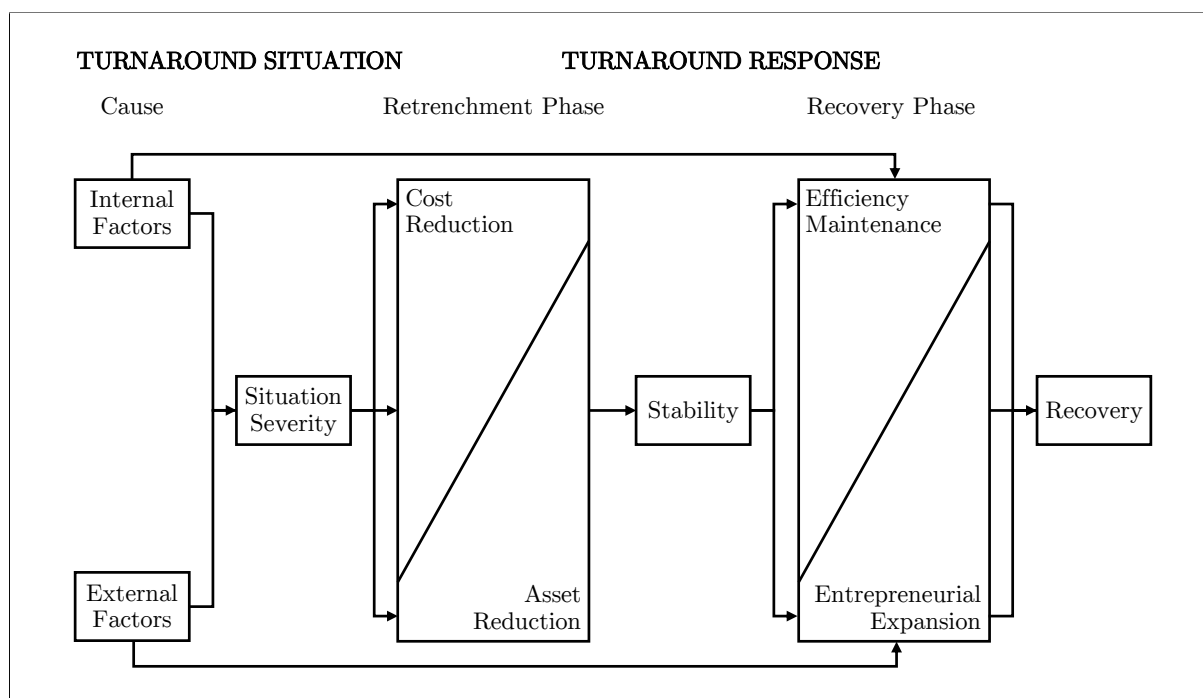 TURNAROUND SITUATION
TURNAROUND RESPONSE
Cause
Retrenchment Phase
Recovery Phase
Internal
Factors
Cost
Reduction
Efficiency
Maintenance
Situation
Severity
Stability
Recovery
External
Factors
Asset
Reduction
Entrepreneurial
Expansion